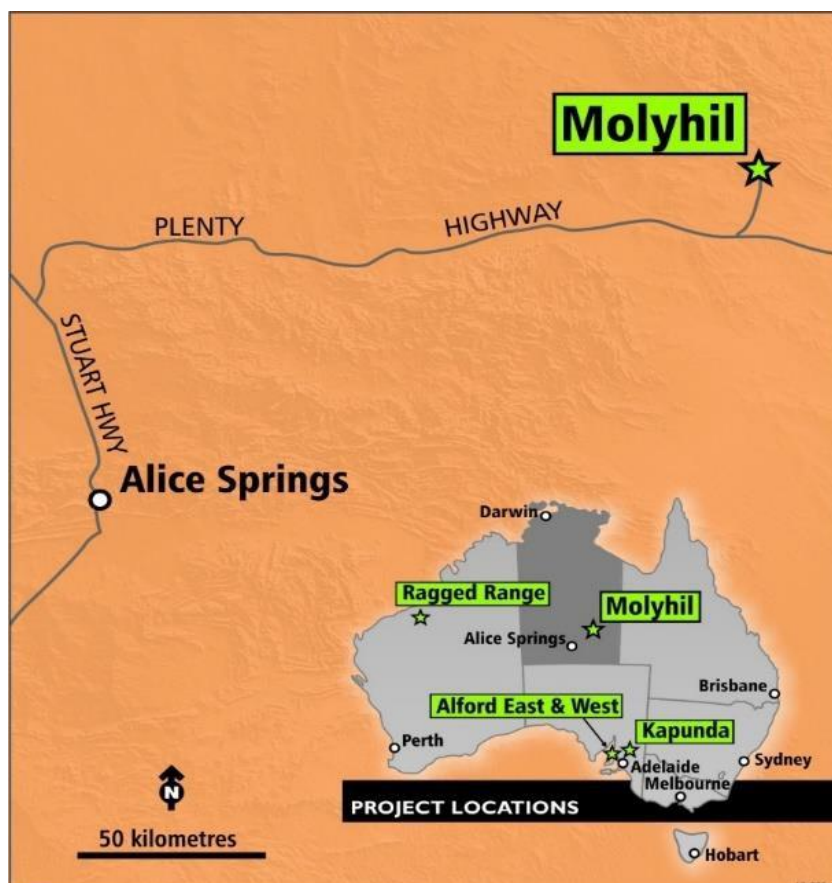 Molyhil
PLENTY
HIGHWAY
STUART HWY
Alice Springs
Darwin
Ragged Range
Molyhil
Alice Springs
Brisbane
Alford East & West
Kapunda
Perth
Adelaide
Sydney
Melbourne
N
PROJECT LOCATIONS
50 kilometres
Hobart